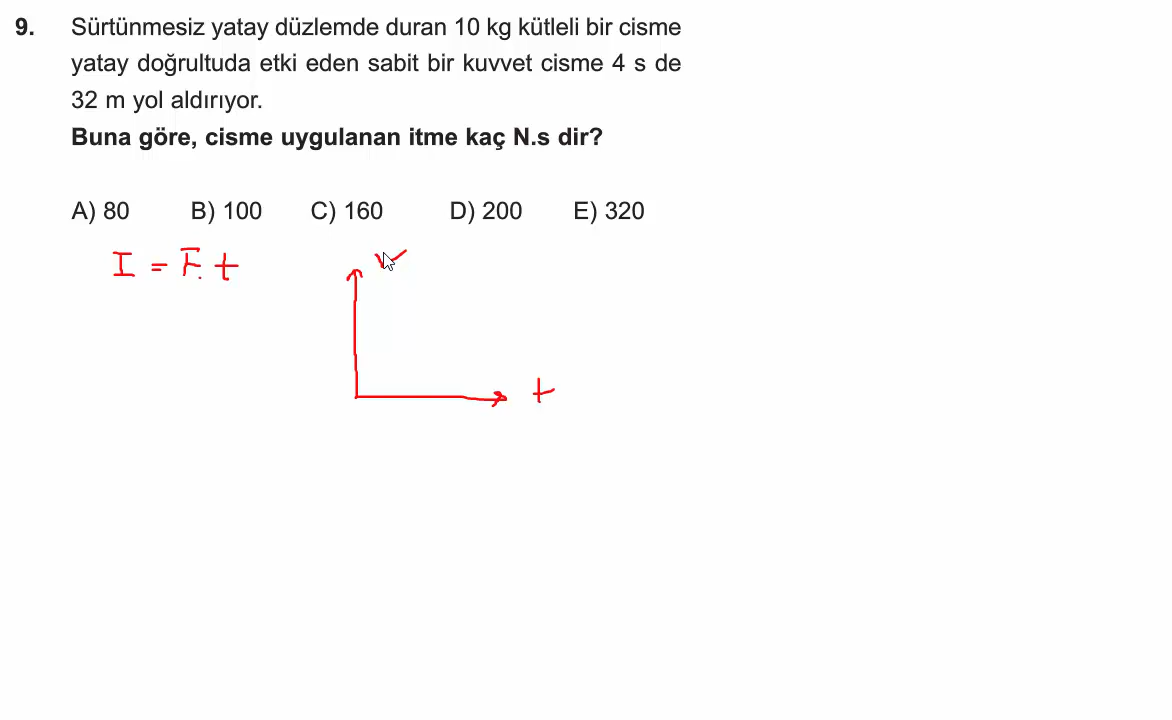 9. Sürtünmesiz yatay düzlemde duran 10 kg kütleli bir cisme
yatay doğrultuda etki eden sabit bir kuvvet cisme 4 s de
32 m yol aldırıyor.
Buna göre, cisme uygulanan itme kaç N.s dir?
A) 80 B) 100 C) 160 D) 200 E) 320
I = F. t
V
t